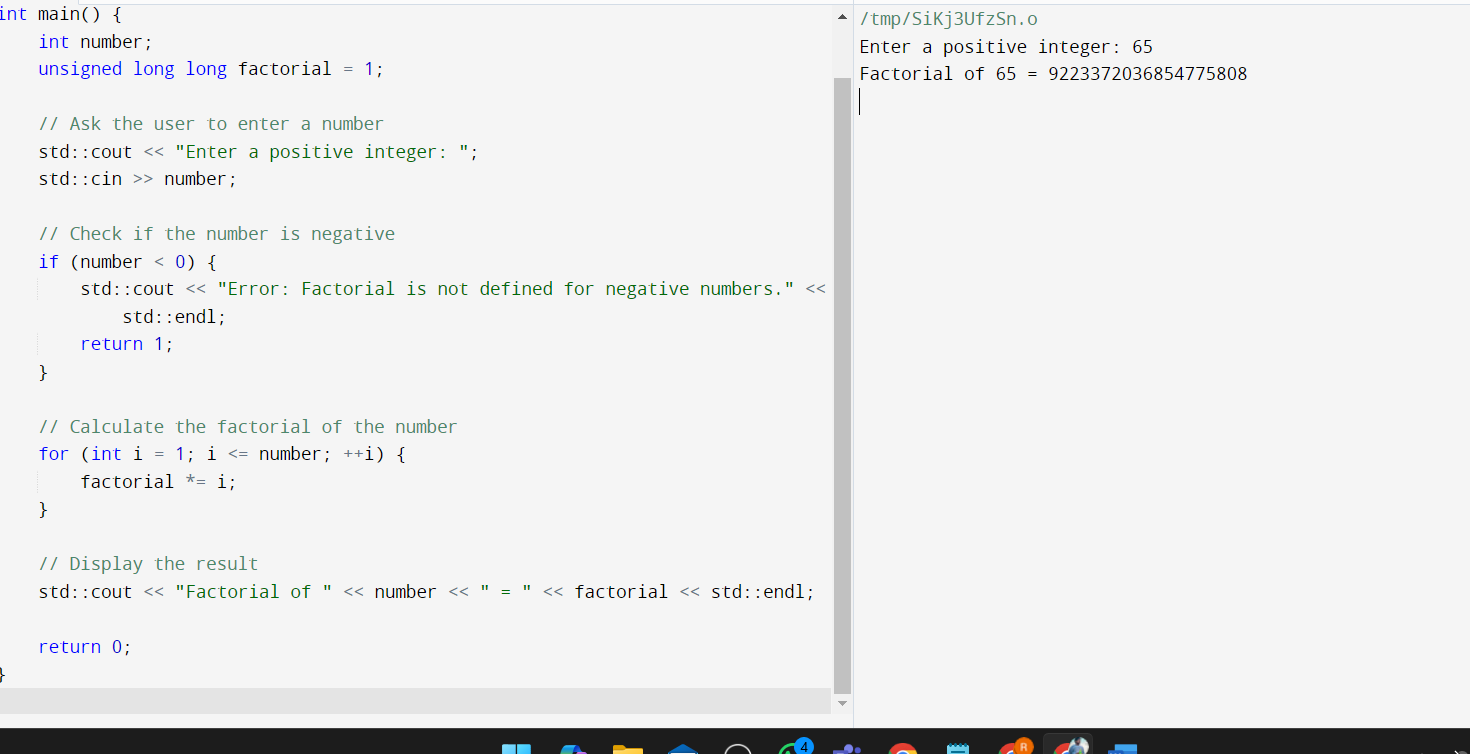 int main() {
    int number;
    unsigned long long factorial = 1;
    // Ask the user to enter a number
    std::cout << "Enter a positive integer: ";
    std::cin >> number;
    // Check if the number is negative
    if (number < 0) {
        std::cout << "Error: Factorial is not defined for negative numbers." <<
            std::endl;
        return 1;
    }
    // Calculate the factorial of the number
    for (int i = 1; i <= number; ++i) {
        factorial *= i;
    }
    // Display the result
    std::cout << "Factorial of " << number << " = " << factorial << std::endl;
    return 0;
}
/tmp/SiKj3UfzSn.o
Enter a positive integer: 65
Factorial of 65 = 9223372036854775808
4
R